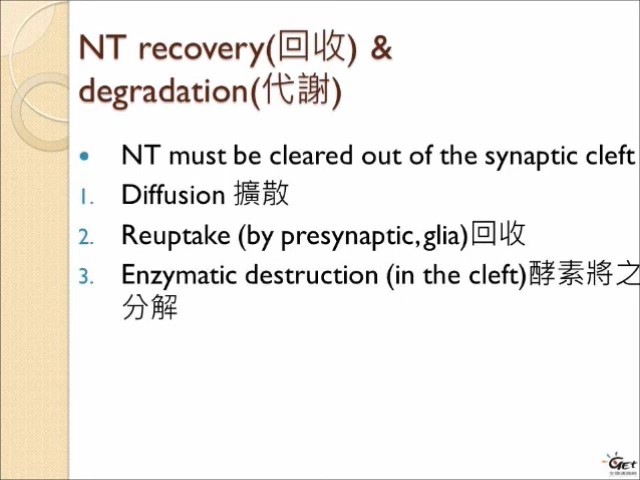 NT recovery(回收) &
degradation(代謝)
• NT must be cleared out of the synaptic cleft
1. Diffusion 擴散
2. Reuptake (by presynaptic,glia)回收
3. Enzymatic destruction (in the cleft)酵素將之
分解
GET